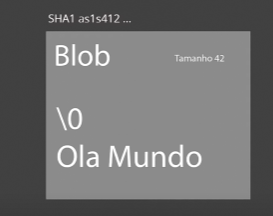 SHA1 as1s412 ...
Blob
Tamanho 42
\0
Ola Mundo